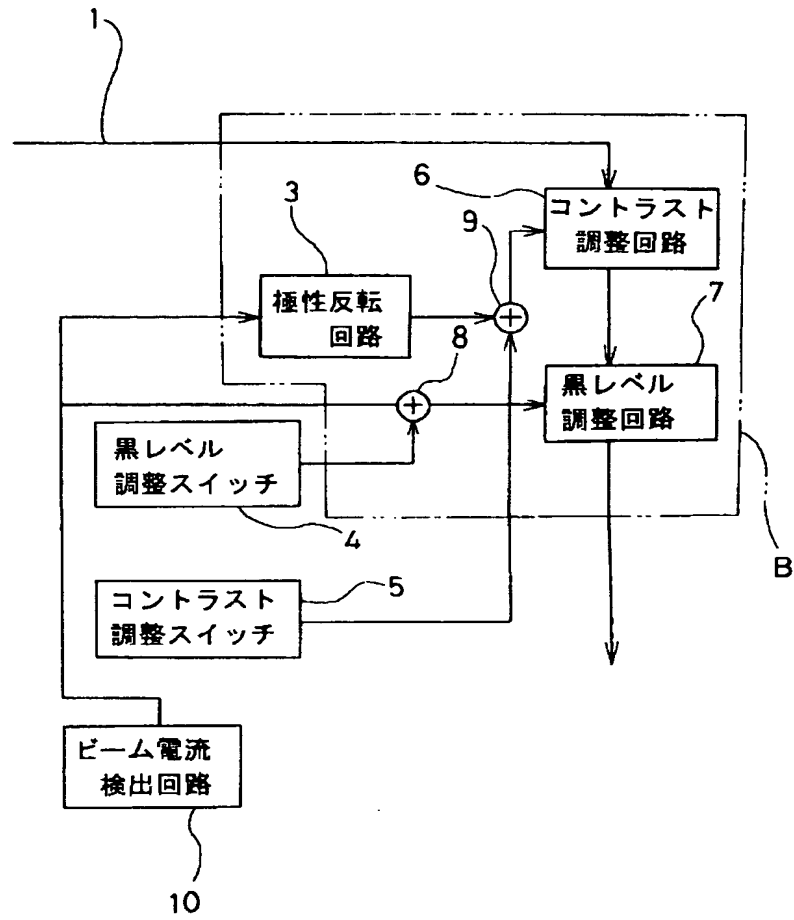 1
6
コントラスト
調整回路
3
9
極性反転
回路
7
8
黒レベル
調整回路
黒レベル
調整スイッチ
4
B
5
コントラスト
調整スイッチ
ビーム電流
検出回路
10